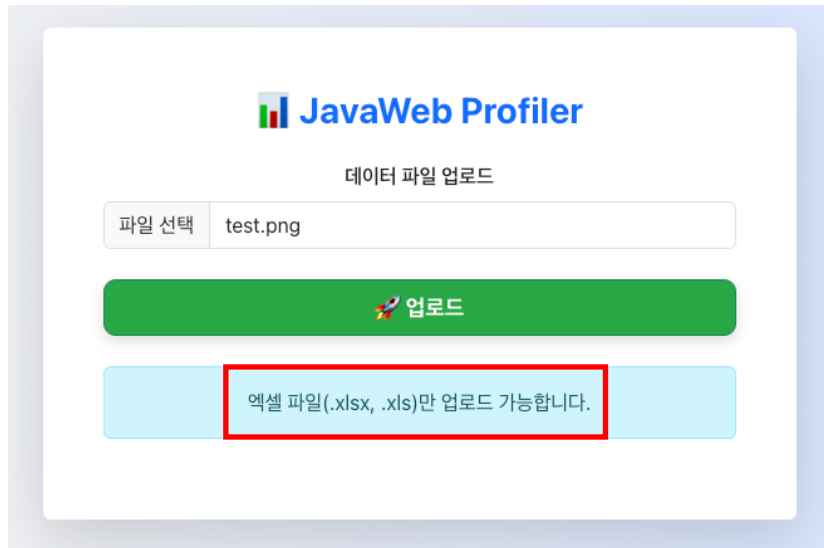 JavaWeb Profiler
데이터 파일 업로드
파일 선택 test.png
업로드
엑셀 파일(.xlsx, .xls)만 업로드 가능합니다.